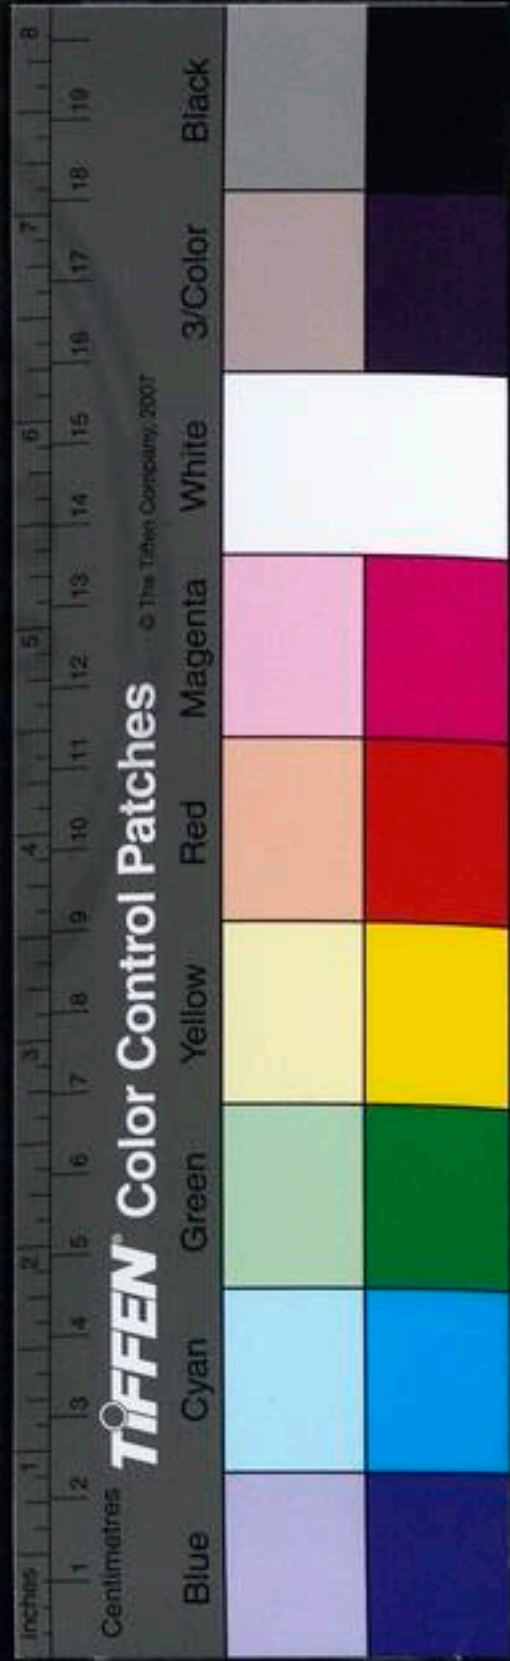 Inches 1 2 3 4 5 6 7 8
1 2 3 4 5 6 7 8 9 10 11 12 13 14 15 16 17 18 19
Centimetres
TIFFEN® Color Control Patches
© The Tiffen Company, 2007
Blue Cyan Green Yellow Red Magenta White 3/Color Black